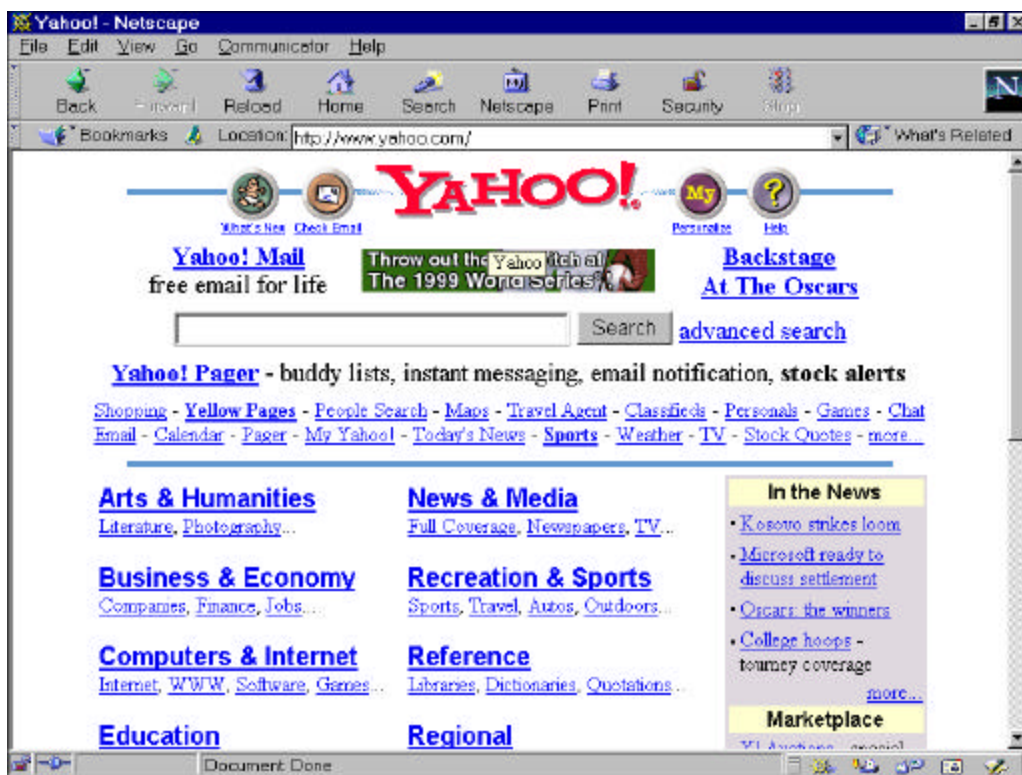 Yahoo! - Netscape
File Edit View Go Communicator Help
Back Forward Reload Home Search Netscape Print Security Stop
N
Bookmarks Location: http://www.yahoo.com/ What's Related
YAHOO!
My ?
What's New Check Email Personalize Help
Yahoo! Mail
free email for life
Throw out the Yahoo itch at
The 1999 World Series
Backstage
At The Oscars
Search advanced search
Yahoo! Pager - buddy lists, instant messaging, email notification, stock alerts
Shopping - Yellow Pages - People Search - Maps - Travel Agent - Classifieds - Personals - Games - Chat
Email - Calendar - Pager - My Yahoo! - Today's News - Sports - Weather - TV - Stock Quotes - more...
Arts & Humanities
Literature, Photography...
News & Media
Full Coverage, Newspapers, TV...
Business & Economy
Companies, Finance, Jobs...
Recreation & Sports
Sports, Travel, Autos, Outdoors...
Computers & Internet
Internet, WWW, Software, Games...
Reference
Libraries, Dictionaries, Quotations...
Education
Regional
In the News
• Kosovo strikes loom
• Microsoft ready to
discuss settlement
• Oscars: the winners
• College hoops -
tourney coverage
more...
Marketplace
Document Done